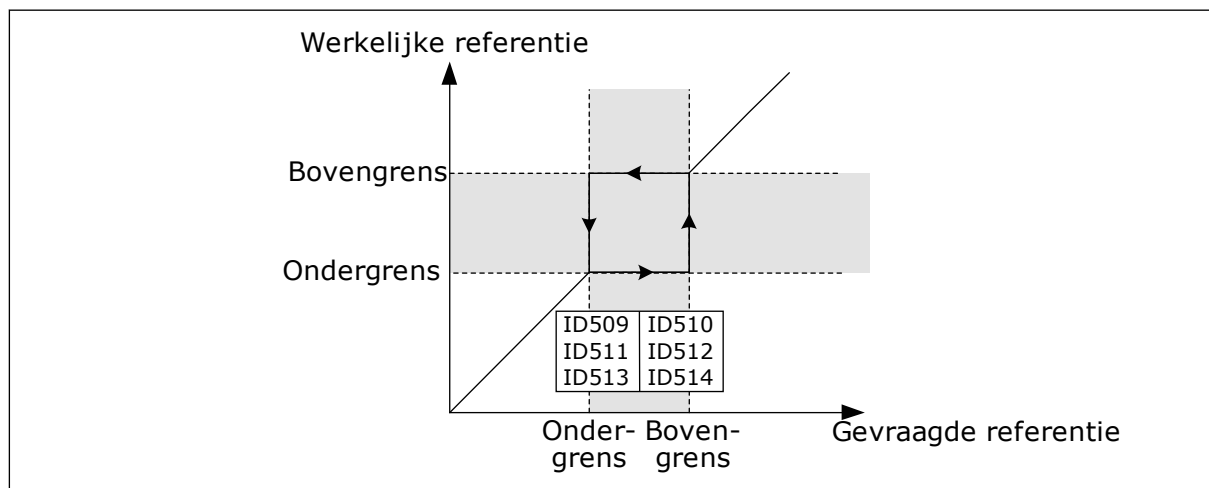 Werkelijke referentie
Bovengrens
Ondergrens
ID509 ID510
ID511 ID512
ID513 ID514
Onder- Boven-
grens grens
Gevraagde referentie